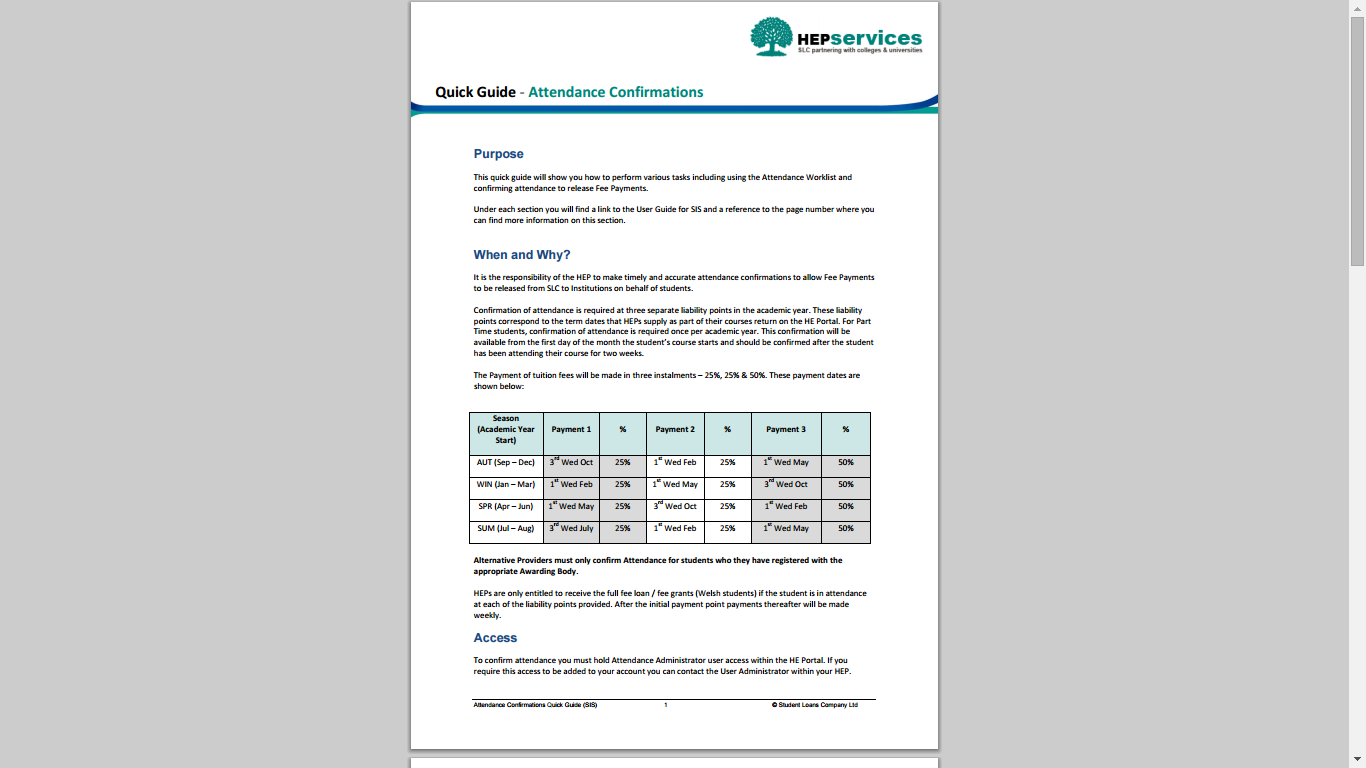 HEPservices
SLC partnering with colleges & universities
Quick Guide - Attendance Confirmations
Purpose
This quick guide will show you how to perform various tasks including using the Attendance Worklist and
confirming attendance to release Fee Payments.
Under each section you will find a link to the User Guide for SIS and a reference to the page number where you
can find more information on this section.
When and Why?
It is the responsibility of the HEP to make timely and accurate attendance confirmations to allow Fee Payments
to be released from SLC to Institutions on behalf of students.
Confirmation of attendance is required at three separate liability points in the academic year. These liability
points correspond to the term dates that HEPs supply as part of their courses return on the HE Portal. For Part
Time students, confirmation of attendance is required once per academic year. This confirmation will be
available from the first day of the month the student's course starts and should be confirmed after the student
has been attending their course for two weeks.
The Payment of tuition fees will be made in three instalments – 25%, 25% & 50%. These payment dates are
shown below:
Season
(Academic Year
Start) Payment 1 % Payment 2 % Payment 3 %
AUT (Sep – Dec) 3rd Wed Oct 25% 1st Wed Feb 25% 1st Wed May 50%
WIN (Jan – Mar) 1st Wed Feb 25% 1st Wed May 25% 3rd Wed Oct 50%
SPR (Apr – Jun) 1st Wed May 25% 3rd Wed Oct 25% 1st Wed Feb 50%
SUM (Jul – Aug) 3rd Wed July 25% 1st Wed Feb 25% 1st Wed May 50%
Alternative Providers must only confirm Attendance for students who they have registered with the
appropriate Awarding Body.
HEPs are only entitled to receive the full fee loan / fee grants (Welsh students) if the student is in attendance
at each of the liability points provided. After the initial payment point payments thereafter will be made
weekly.
Access
To confirm attendance you must hold Attendance Administrator user access within the HE Portal. If you
require this access to be added to your account you can contact the User Administrator within your HEP.
Attendance Confirmations Quick Guide (SIS) 1 © Student Loans Company Ltd